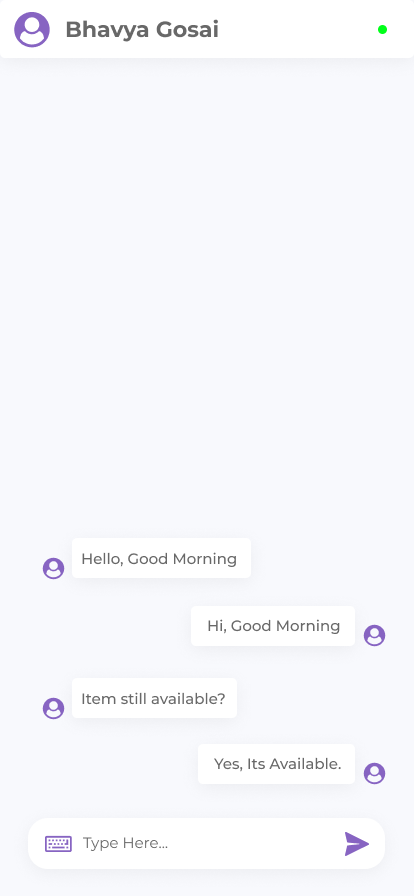 Bhavya Gosai
Hello, Good Morning
Hi, Good Morning
Item still available?
Yes, Its Available.
Type Here...